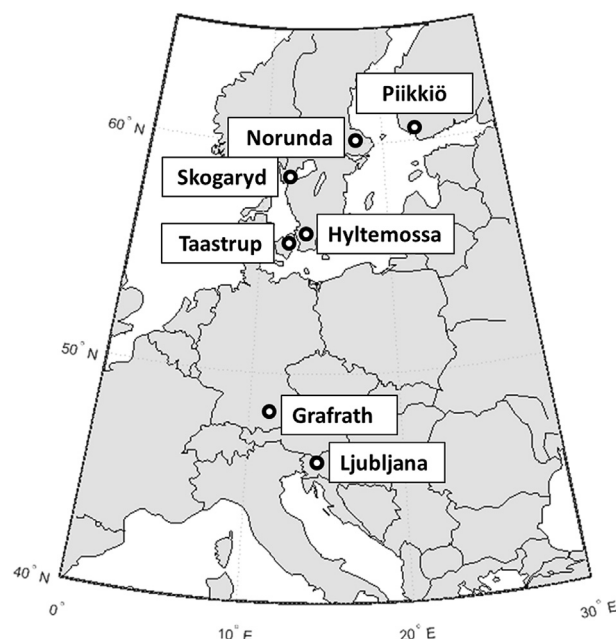 Piikkiö
60° N
Norunda
Skogaryd
Taastrup
Hyltemossa
50° N
Grafrath
Ljubljana
40° N
0°
10° E
20° E
30° E